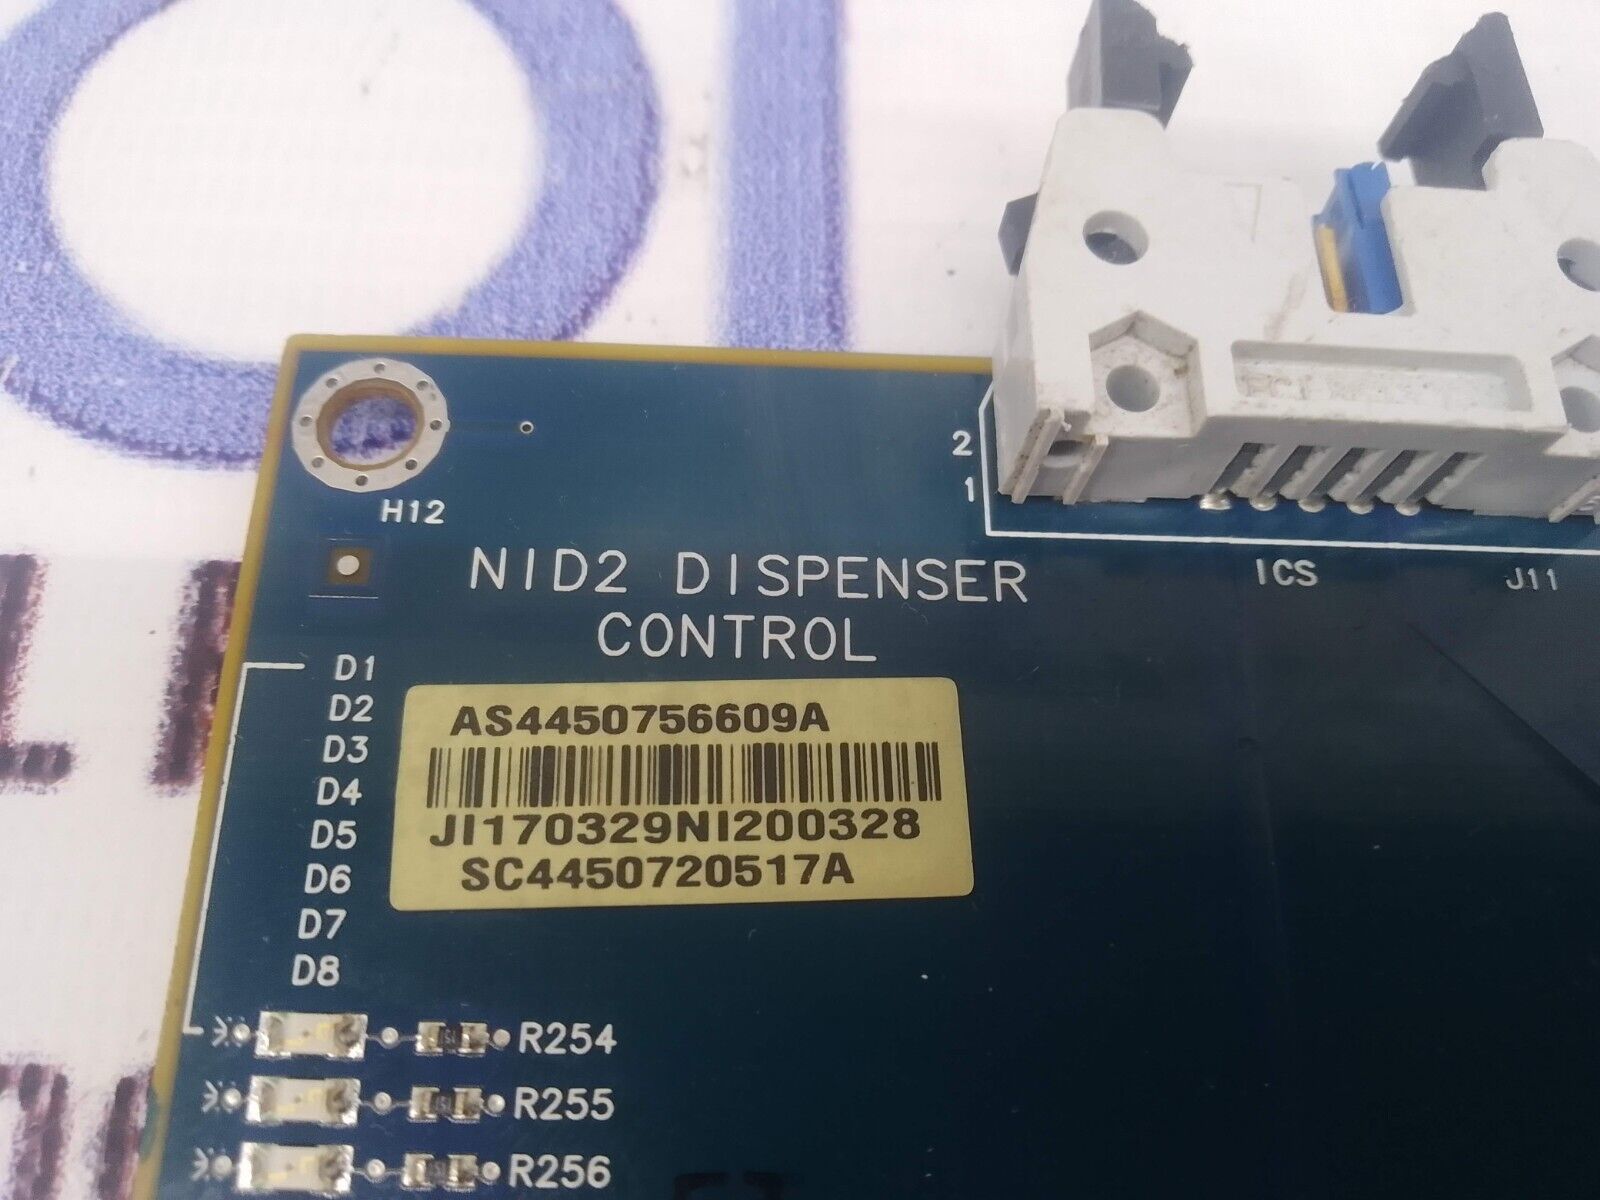 2
1
H12
ICS
J11
NID2 DISPENSER
CONTROL
D1
D2
D3
D4
D5
D6
D7
D8
AS4450756609A
JI170329NI200328
SC4450720517A
R254
R255
R256